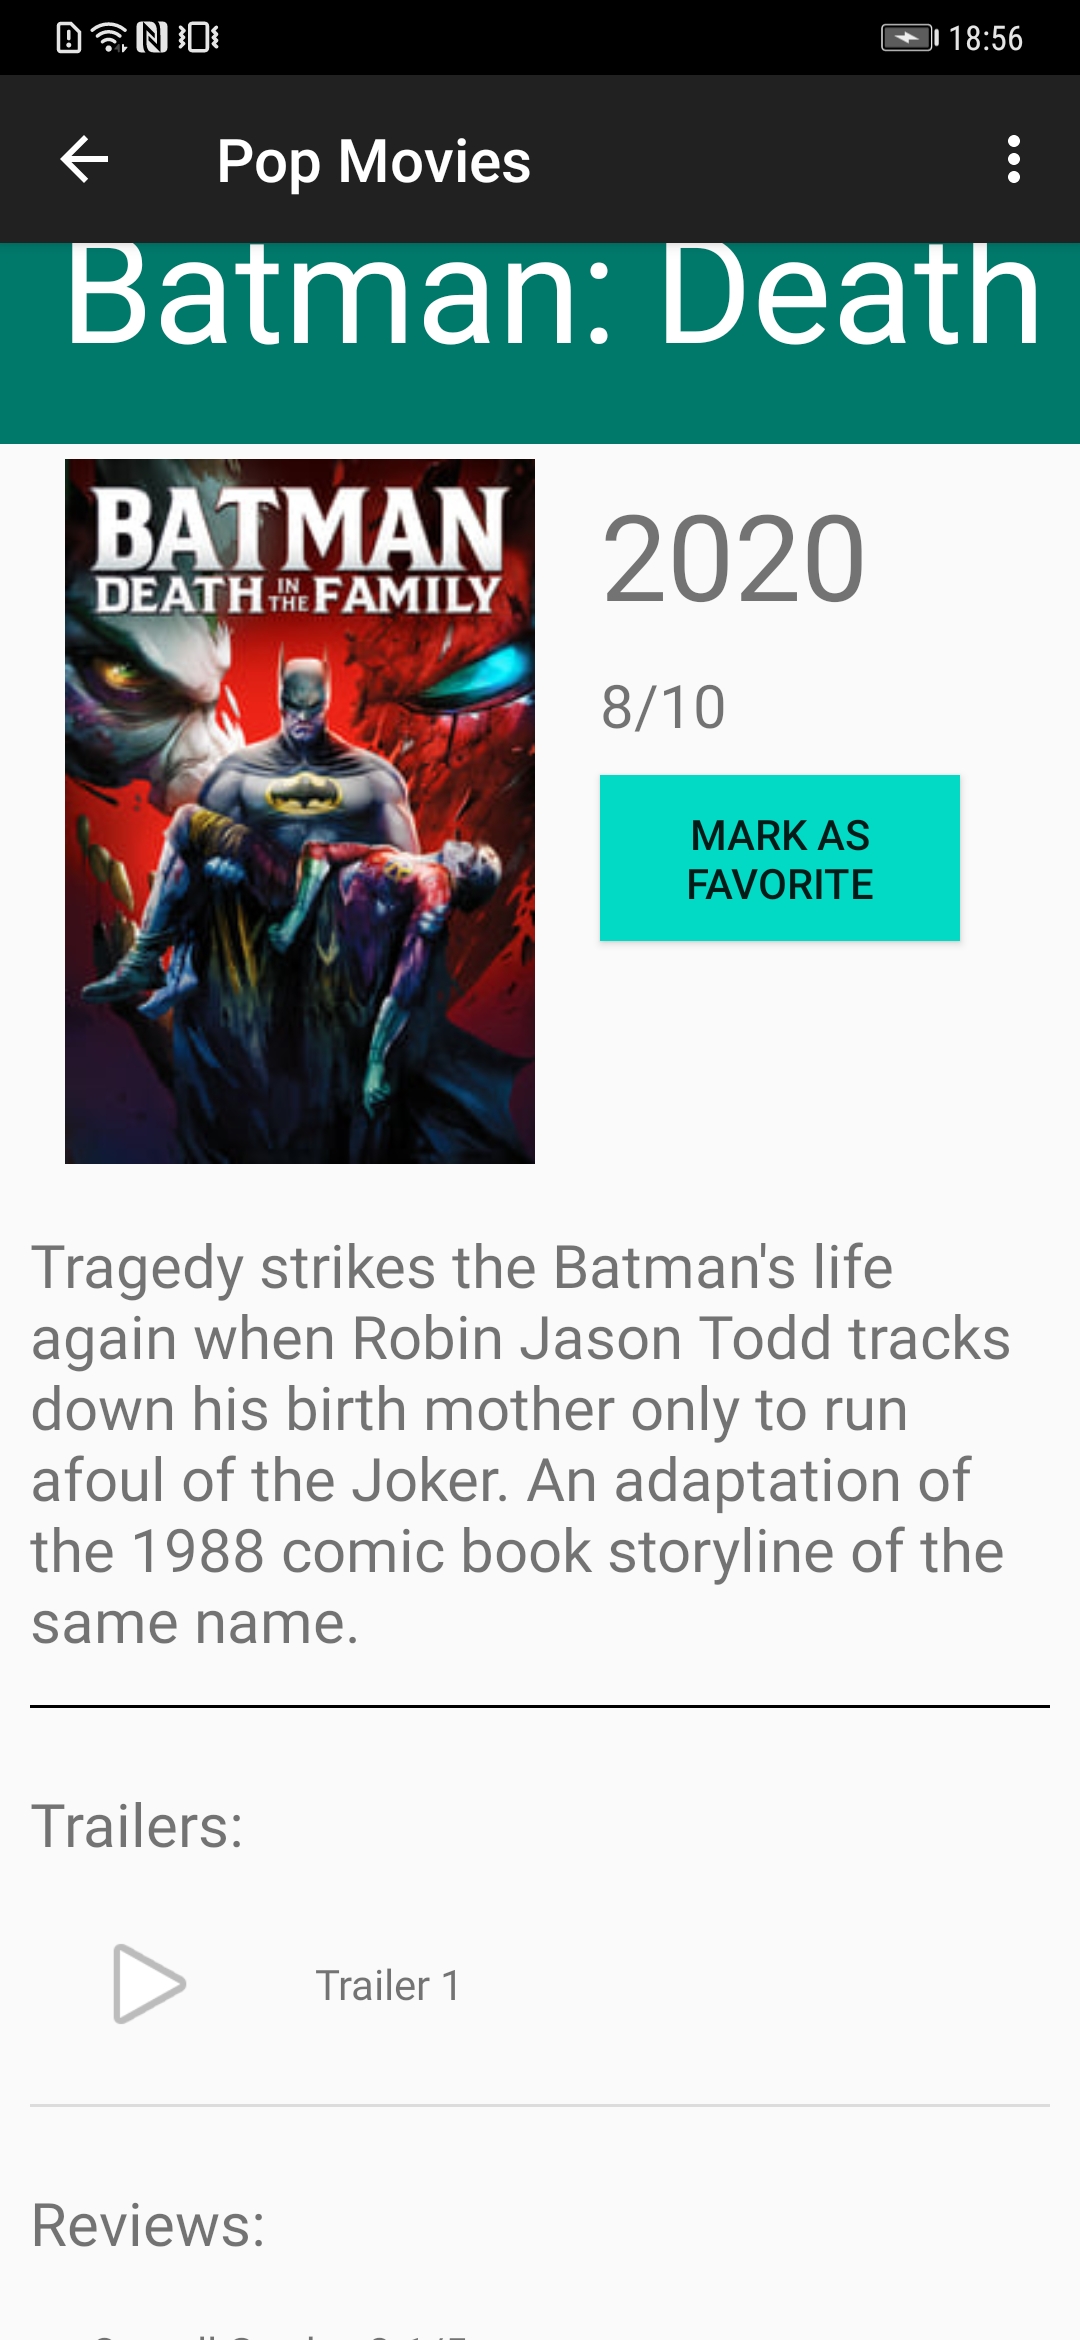 18:56
Pop Movies
Batman: Death
BATMAN
DEATH IN THE FAMILY
2020
8/10
MARK AS
FAVORITE
Tragedy strikes the Batman's life
again when Robin Jason Todd tracks
down his birth mother only to run
afoul of the Joker. An adaptation of
the 1988 comic book storyline of the
same name.
Trailers:
Trailer 1
Reviews: